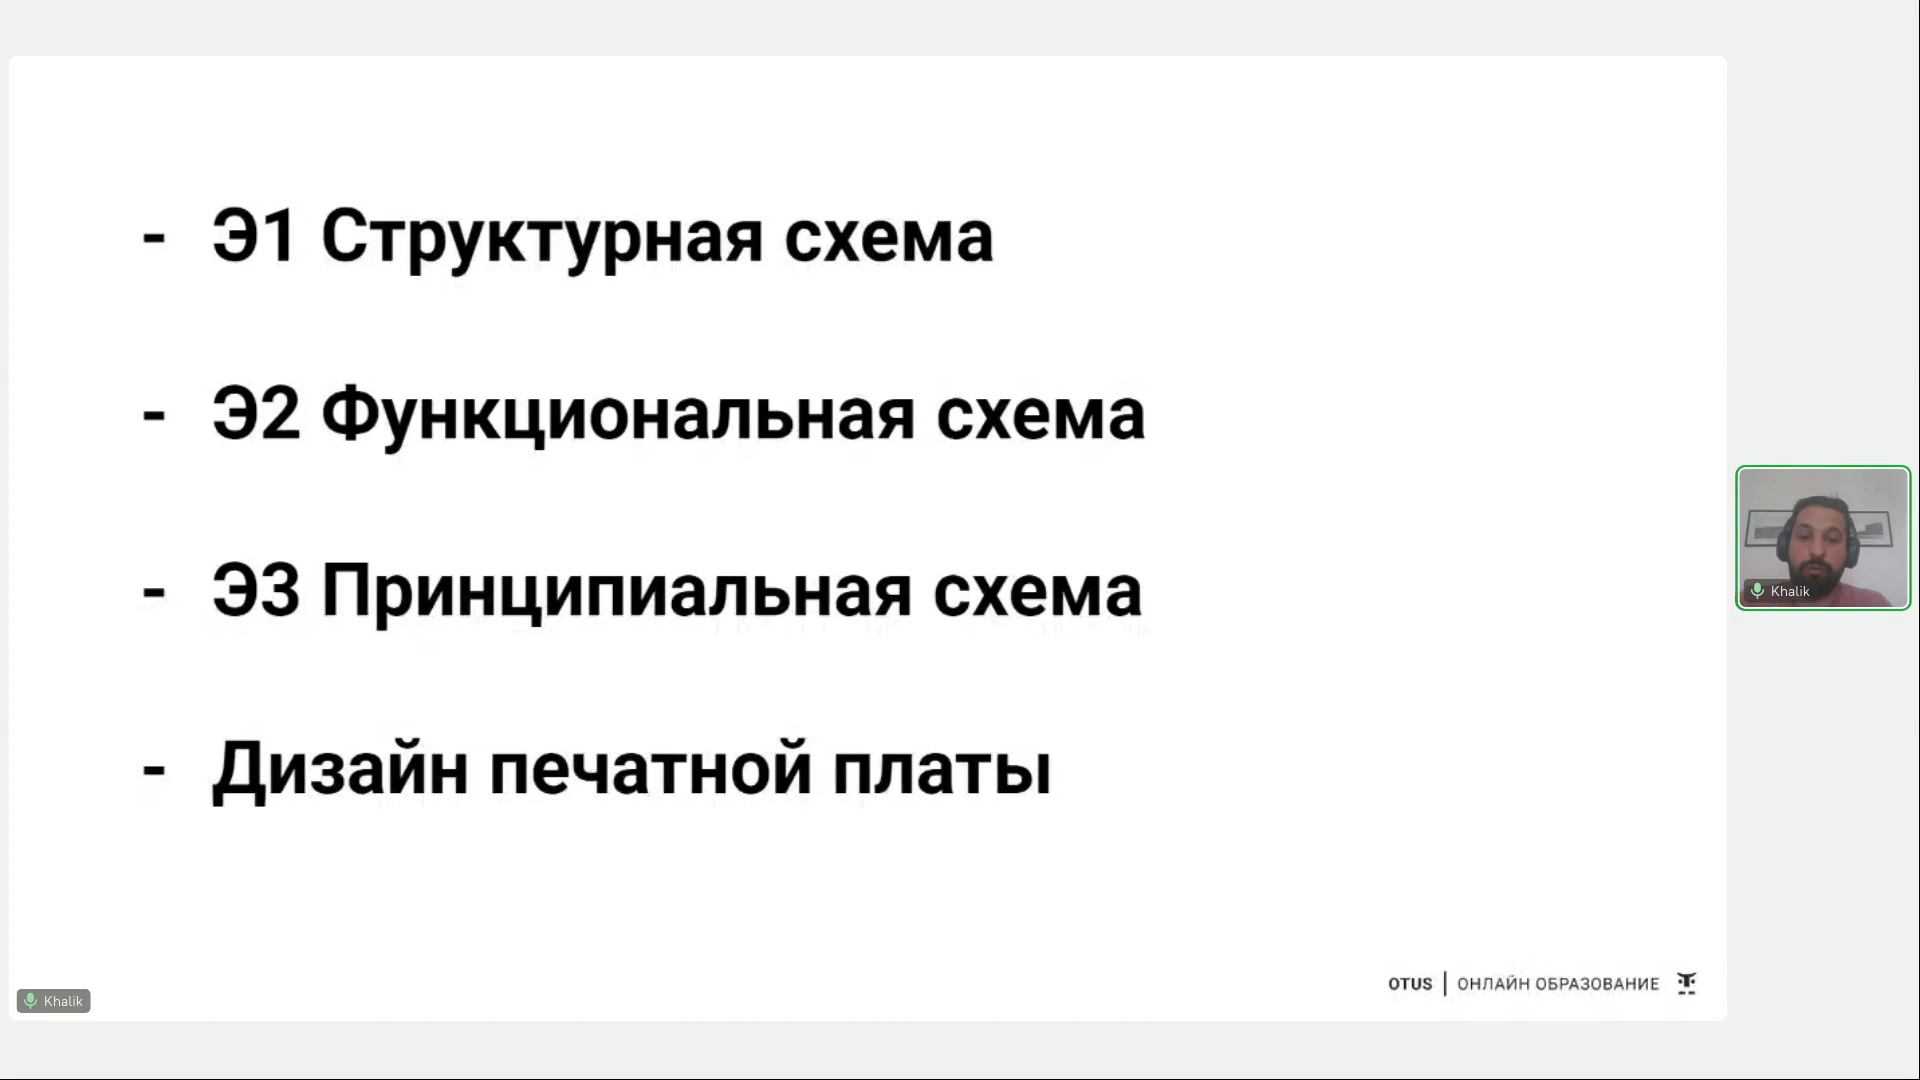 - Э1 Структурная схема
- Э2 Функциональная схема
- Э3 Принципиальная схема
- Дизайн печатной платы
Khalik
OTUS | ОНЛАЙН ОБРАЗОВАНИЕ
Khalik